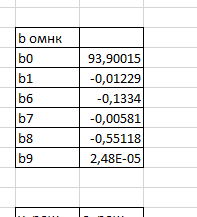 b омнк
b0 93,90015
b1 -0,01229
b6 -0,1334
b7 -0,00581
b8 -0,55118
b9 2,48E-05